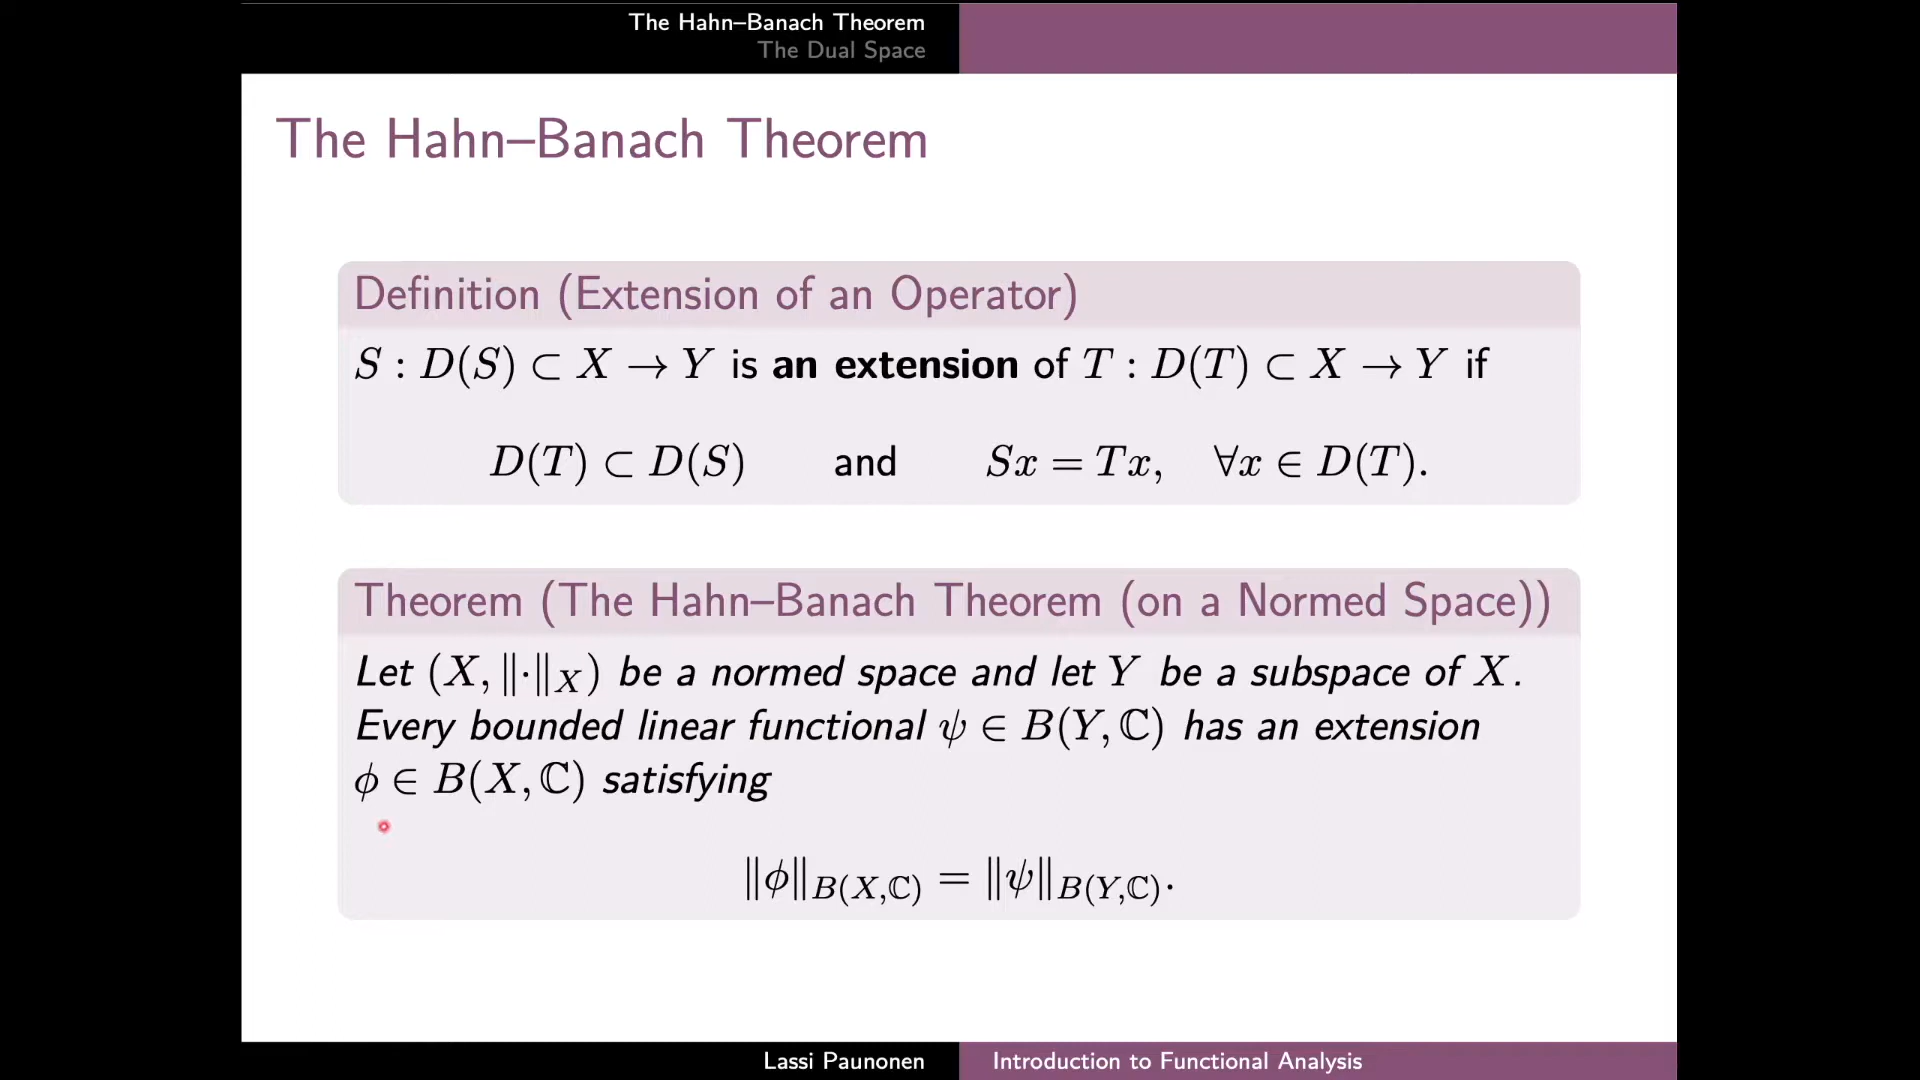 The Hahn–Banach Theorem
The Dual Space
The Hahn–Banach Theorem
Definition (Extension of an Operator)
S : D(S) ⊂ X → Y is an extension of T : D(T) ⊂ X → Y if
D(T) ⊂ D(S) and Sx = Tx, ∀x ∈ D(T).
Theorem (The Hahn–Banach Theorem (on a Normed Space))
Let (X, ‖·‖_X) be a normed space and let Y be a subspace of X.
Every bounded linear functional ψ ∈ B(Y, ℂ) has an extension
ϕ ∈ B(X, ℂ) satisfying
‖ϕ‖_{B(X,ℂ)} = ‖ψ‖_{B(Y,ℂ)}.
Lassi Paunonen
Introduction to Functional Analysis